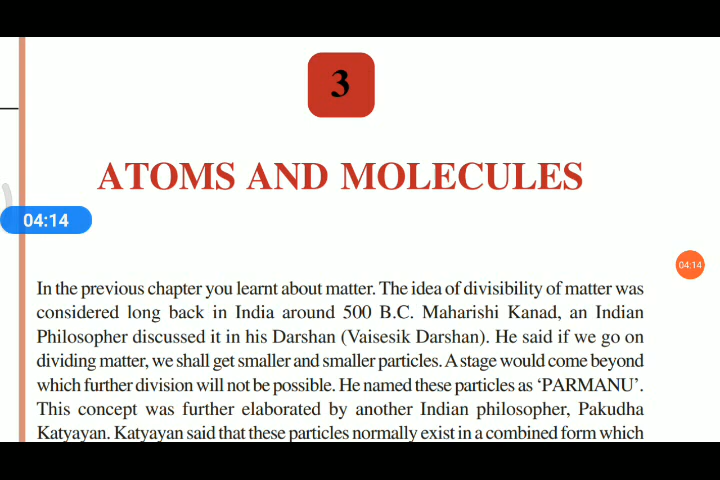 3
ATOMS AND MOLECULES
04:14
04:14
In the previous chapter you learnt about matter. The idea of divisibility of matter was
considered long back in India around 500 B.C. Maharishi Kanad, an Indian
Philosopher discussed it in his Darshan (Vaisesik Darshan). He said if we go on
dividing matter, we shall get smaller and smaller particles. A stage would come beyond
which further division will not be possible. He named these particles as ‘PARMANU’.
This concept was further elaborated by another Indian philosopher, Pakudha
Katyayan. Katyayan said that these particles normally exist in a combined form which